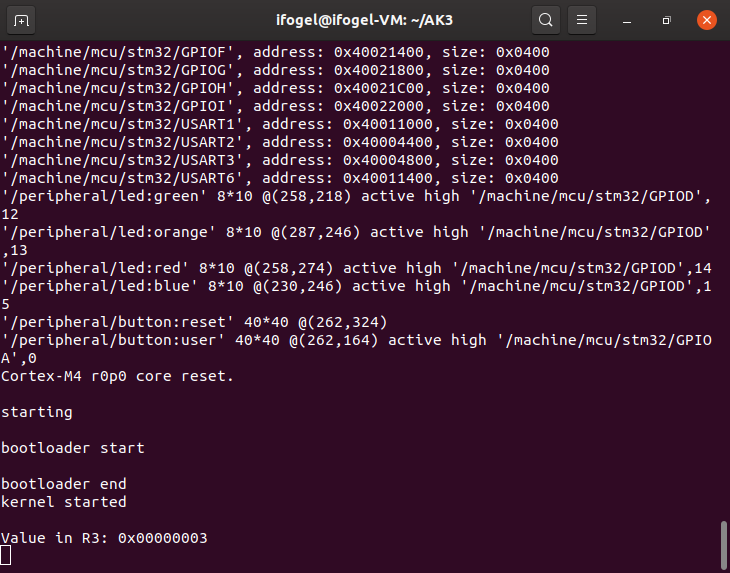 ifogel@ifogel-VM: ~/AK3
'/machine/mcu/stm32/GPIOF', address: 0x40021400, size: 0x0400
'/machine/mcu/stm32/GPIOG', address: 0x40021800, size: 0x0400
'/machine/mcu/stm32/GPIOH', address: 0x40021C00, size: 0x0400
'/machine/mcu/stm32/GPIOI', address: 0x40022000, size: 0x0400
'/machine/mcu/stm32/USART1', address: 0x40011000, size: 0x0400
'/machine/mcu/stm32/USART2', address: 0x40004400, size: 0x0400
'/machine/mcu/stm32/USART3', address: 0x40004800, size: 0x0400
'/machine/mcu/stm32/USART6', address: 0x40011400, size: 0x0400
'/peripheral/led:green' 8*10 @(258,218) active high '/machine/mcu/stm32/GPIOD',
12
'/peripheral/led:orange' 8*10 @(287,246) active high '/machine/mcu/stm32/GPIOD'
,13
'/peripheral/led:red' 8*10 @(258,274) active high '/machine/mcu/stm32/GPIOD',14
'/peripheral/led:blue' 8*10 @(230,246) active high '/machine/mcu/stm32/GPIOD',1
5
'/peripheral/button:reset' 40*40 @(262,324)
'/peripheral/button:user' 40*40 @(262,164) active high '/machine/mcu/stm32/GPIO
A',0
Cortex-M4 r0p0 core reset.
starting
bootloader start
bootloader end
kernel started
Value in R3: 0x00000003